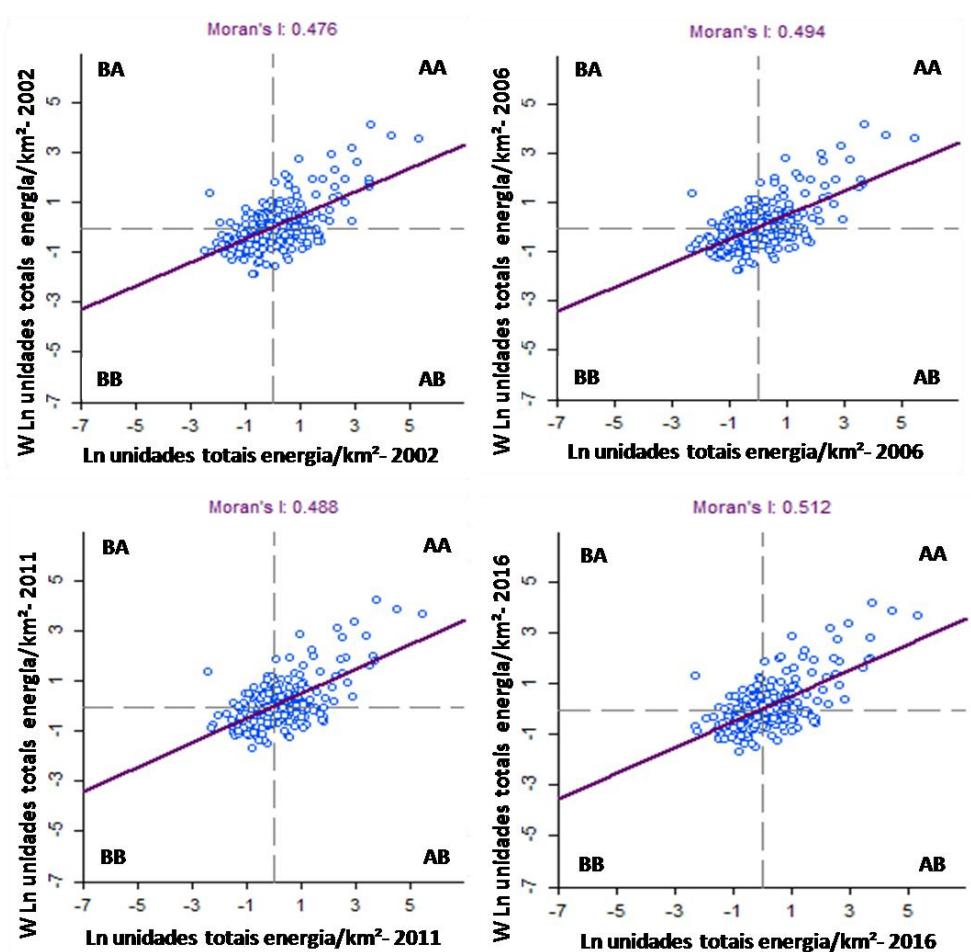 Moran's I: 0.476
BA
AA
W Ln unidades totais energia/km²- 2002
5
3
1
-1
-3
-5
-7
BB
AB
-7 -5 -3 -1 1 3 5
Ln unidades totais energia/km²- 2002
Moran's I: 0.494
BA
AA
W Ln unidades totais energia/km²- 2006
5
3
1
-1
-3
-5
-7
BB
AB
-7 -5 -3 -1 1 3 5
Ln unidades totais energia/km²- 2006
Moran's I: 0.488
BA
AA
W Ln unidades totais energia/km²- 2011
5
3
1
-1
-3
-5
-7
BB
AB
-7 -5 -3 -1 1 3 5
Ln unidades totais energia/km²- 2011
Moran's I: 0.512
BA
AA
W Ln unidades totais energia/km²- 2016
5
3
1
-1
-3
-5
-7
BB
AB
-7 -5 -3 -1 1 3 5
Ln unidades totais energia/km²- 2016